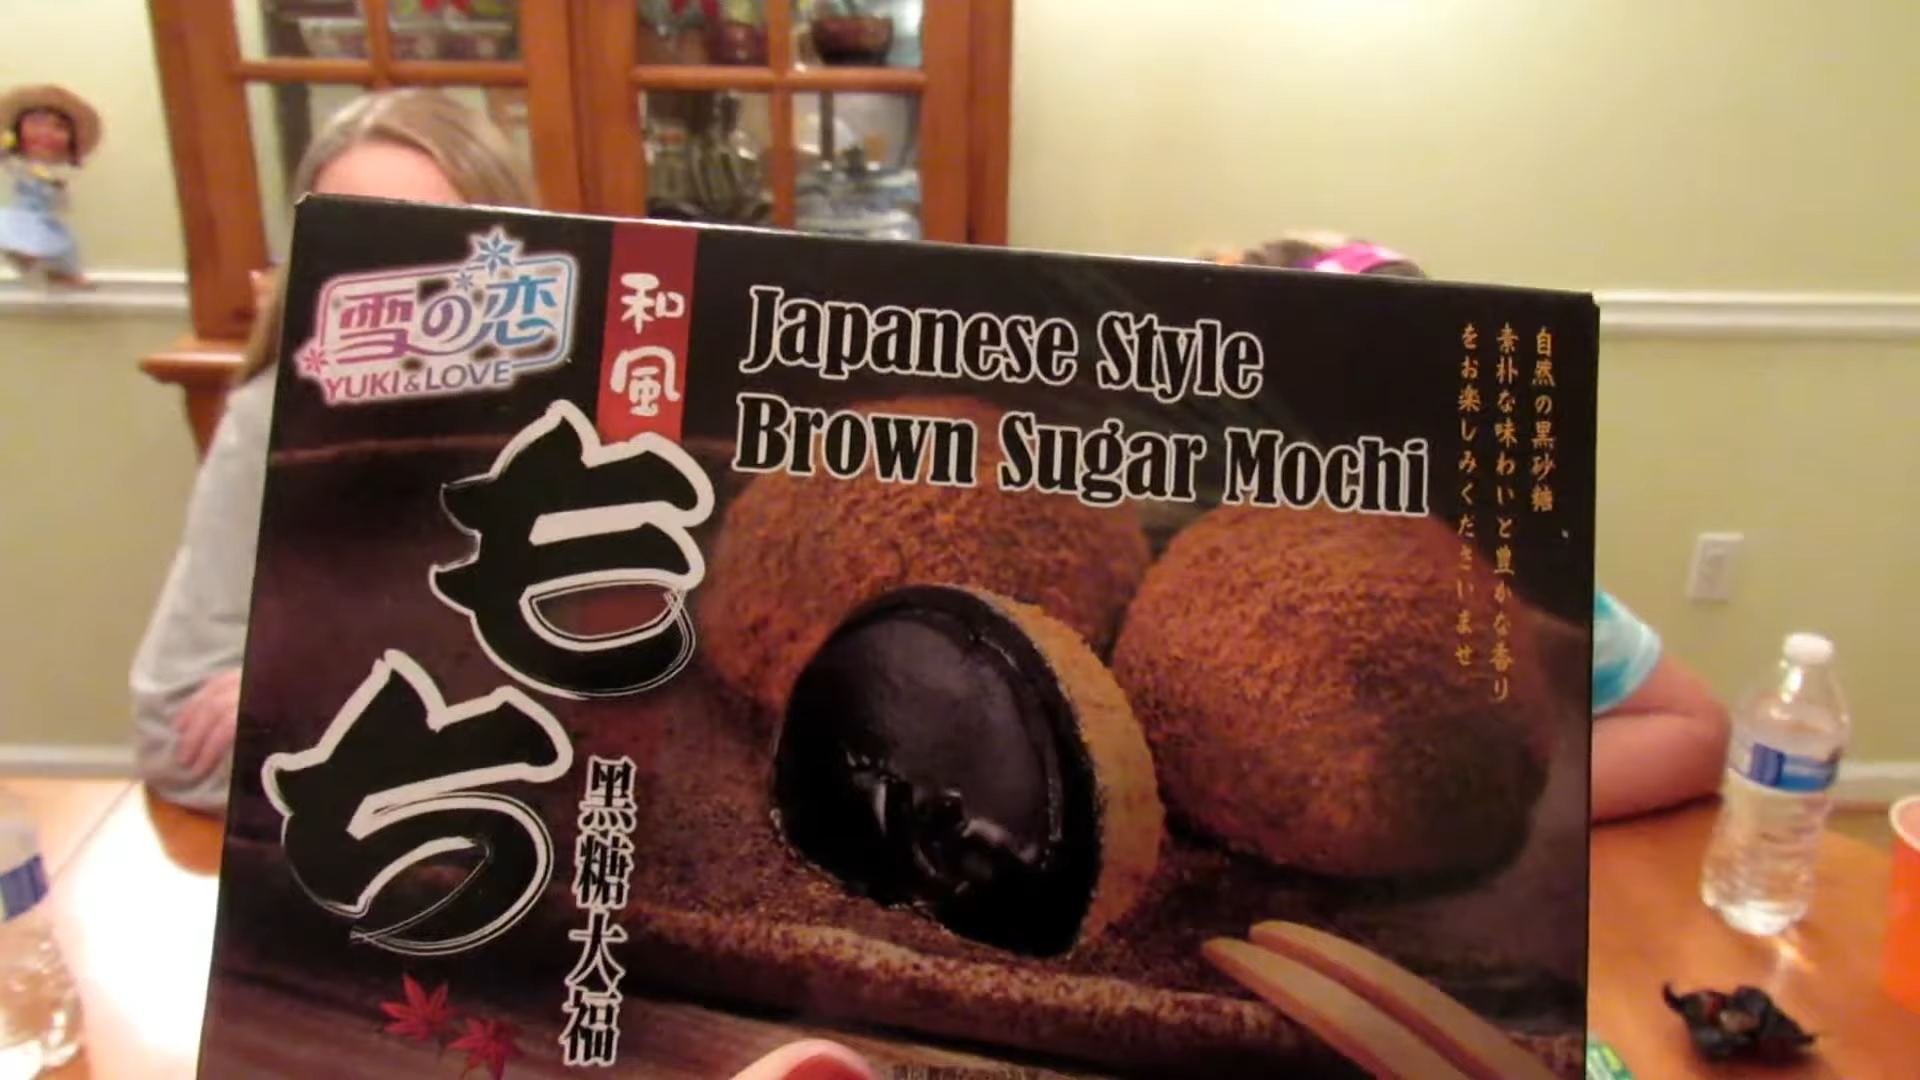 雪の恋
YUKI&LOVE
和風
もち
黒糖大福
Japanese Style
Brown Sugar Mochi
自然の黒砂糖
素朴な味わいと豊かな香り
をお楽しみくださいませ